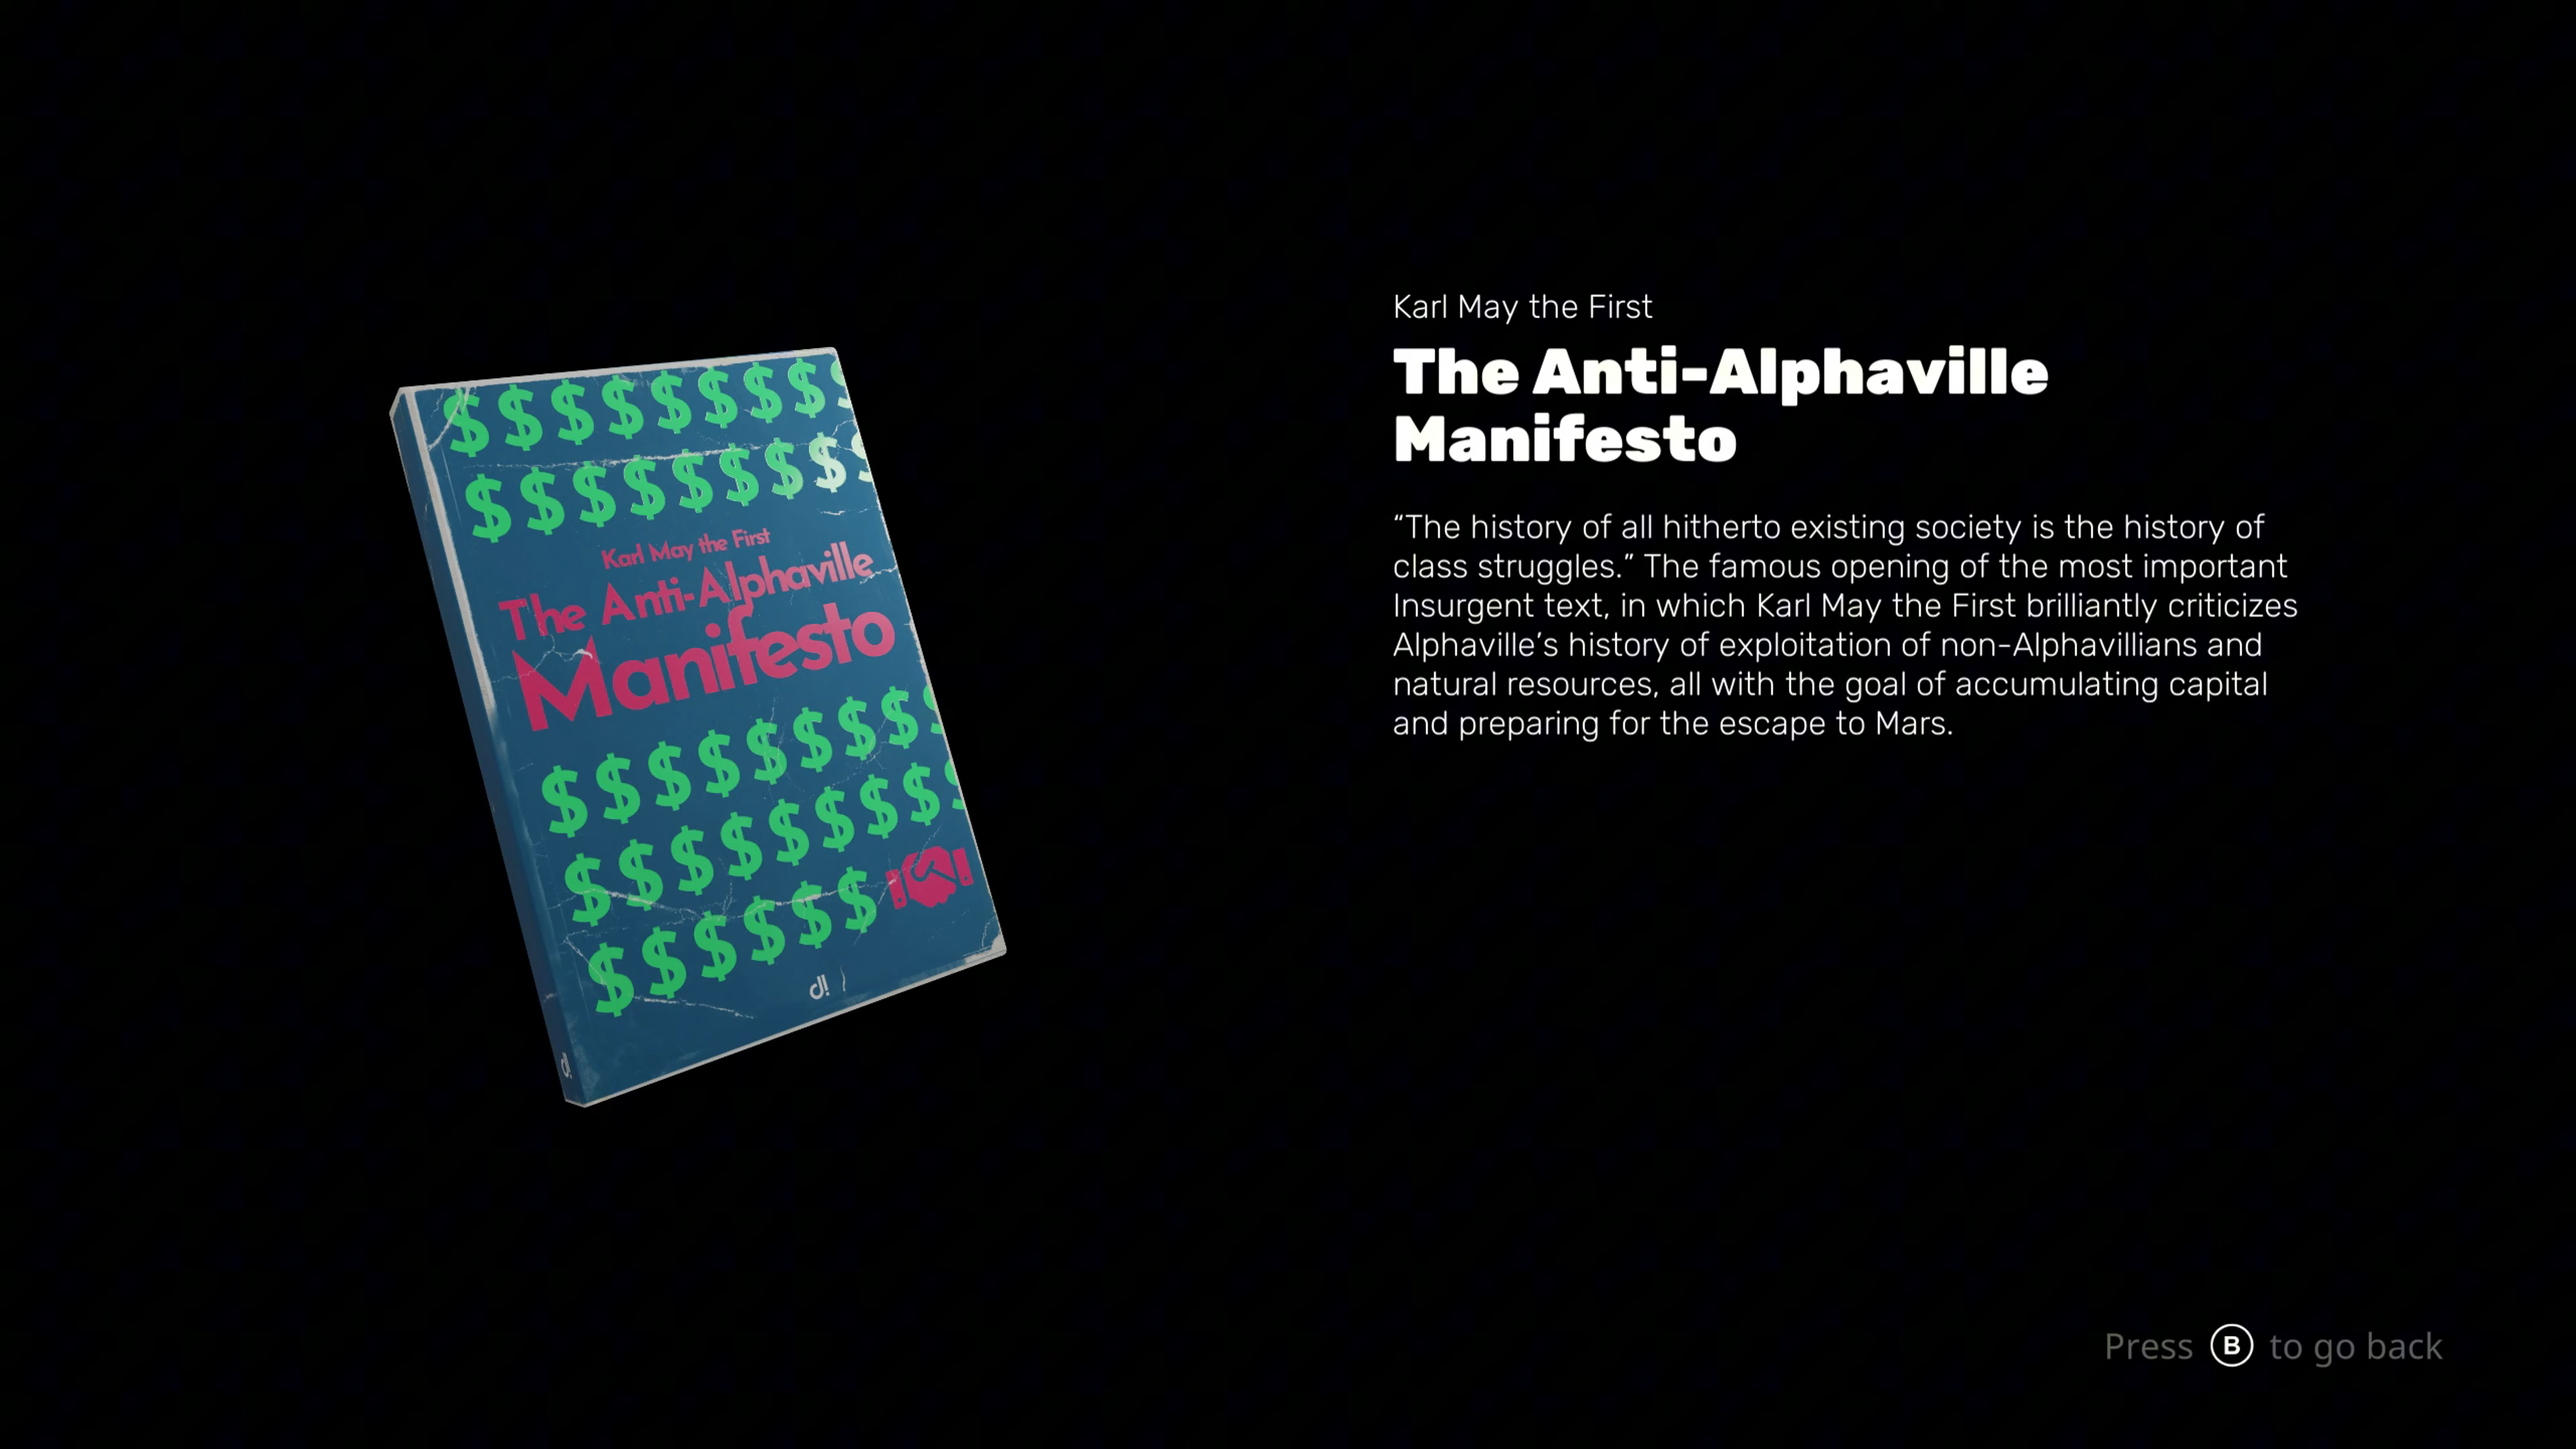 $$$$$$$$$
$$$$$$$$$
Karl May the First
The Anti-Alphaville
Manifesto
$$$$$$$$$
$$$$$$$$$
$$$$$$
d!
d!
Karl May the First
The Anti-Alphaville
Manifesto
“The history of all hitherto existing society is the history of
class struggles.” The famous opening of the most important
Insurgent text, in which Karl May the First brilliantly criticizes
Alphaville’s history of exploitation of non-Alphavillians and
natural resources, all with the goal of accumulating capital
and preparing for the escape to Mars.
Press B to go back